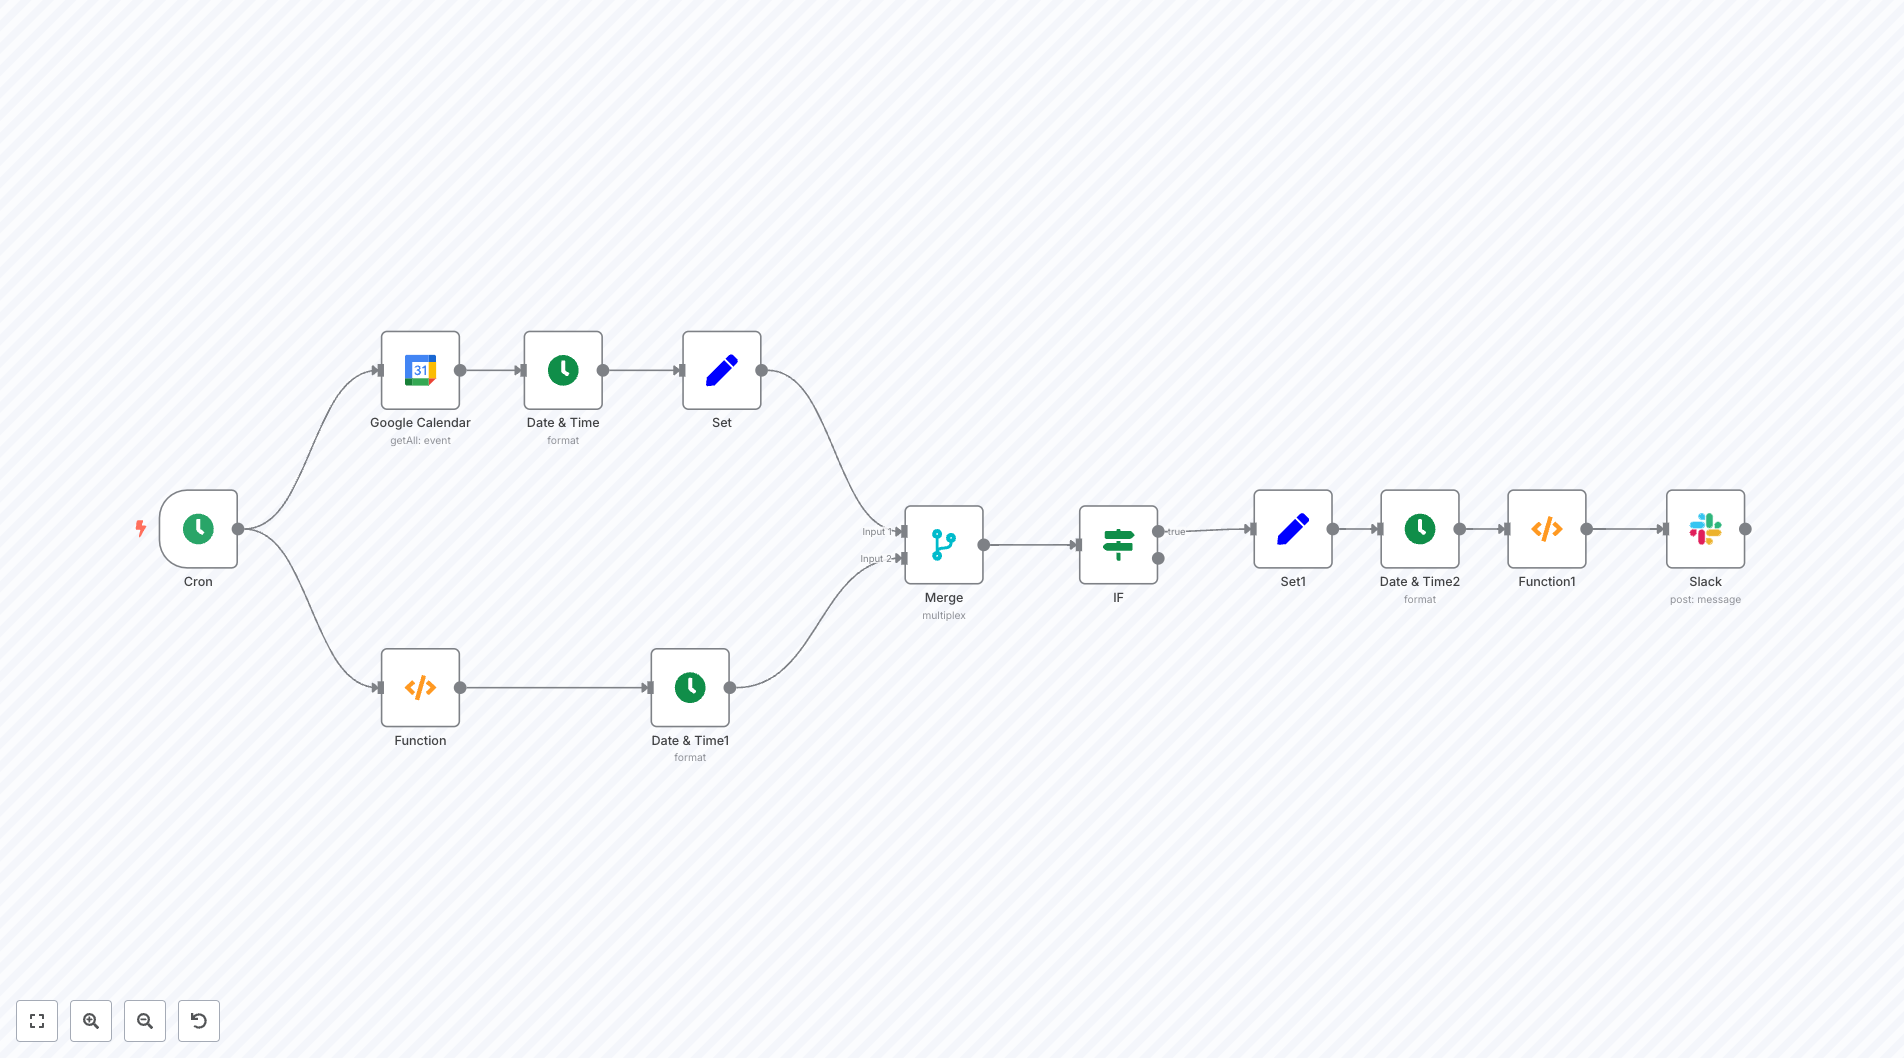 31
Google Calendar
getAll: event
Date & Time
format
Set
Cron
Input 1
Input 2
Merge
multiplex
true
IF
Set1
Date & Time2
format
Function1
Slack
post: message
Function
Date & Time1
format